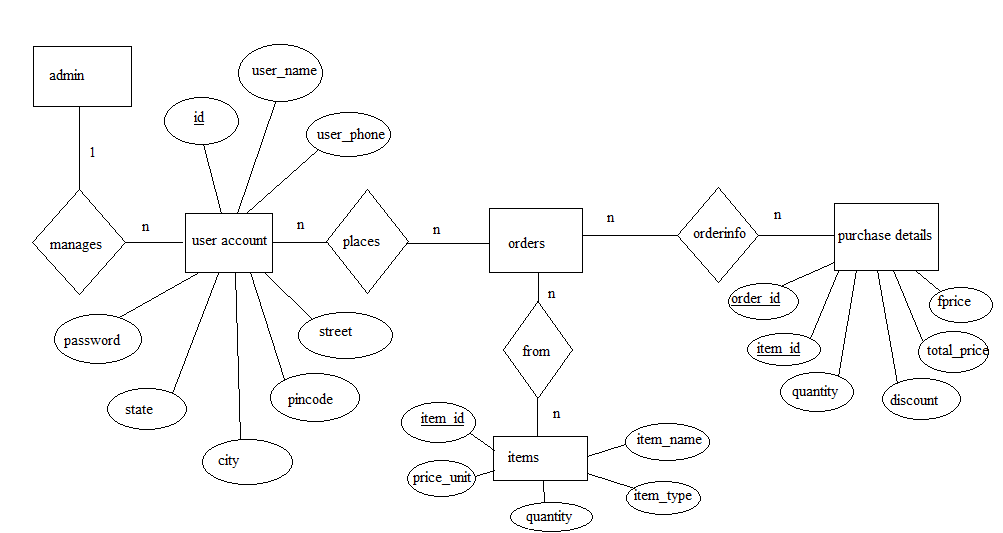 admin
user_name
id
user_phone
1
manages
n
user account
n
places
n
orders
n
orderinfo
n
purchase details
order_id
fprice
item_id
total_price
quantity
discount
password
street
state
pincode
city
n
from
n
item_id
item_name
items
price_unit
item_type
quantity